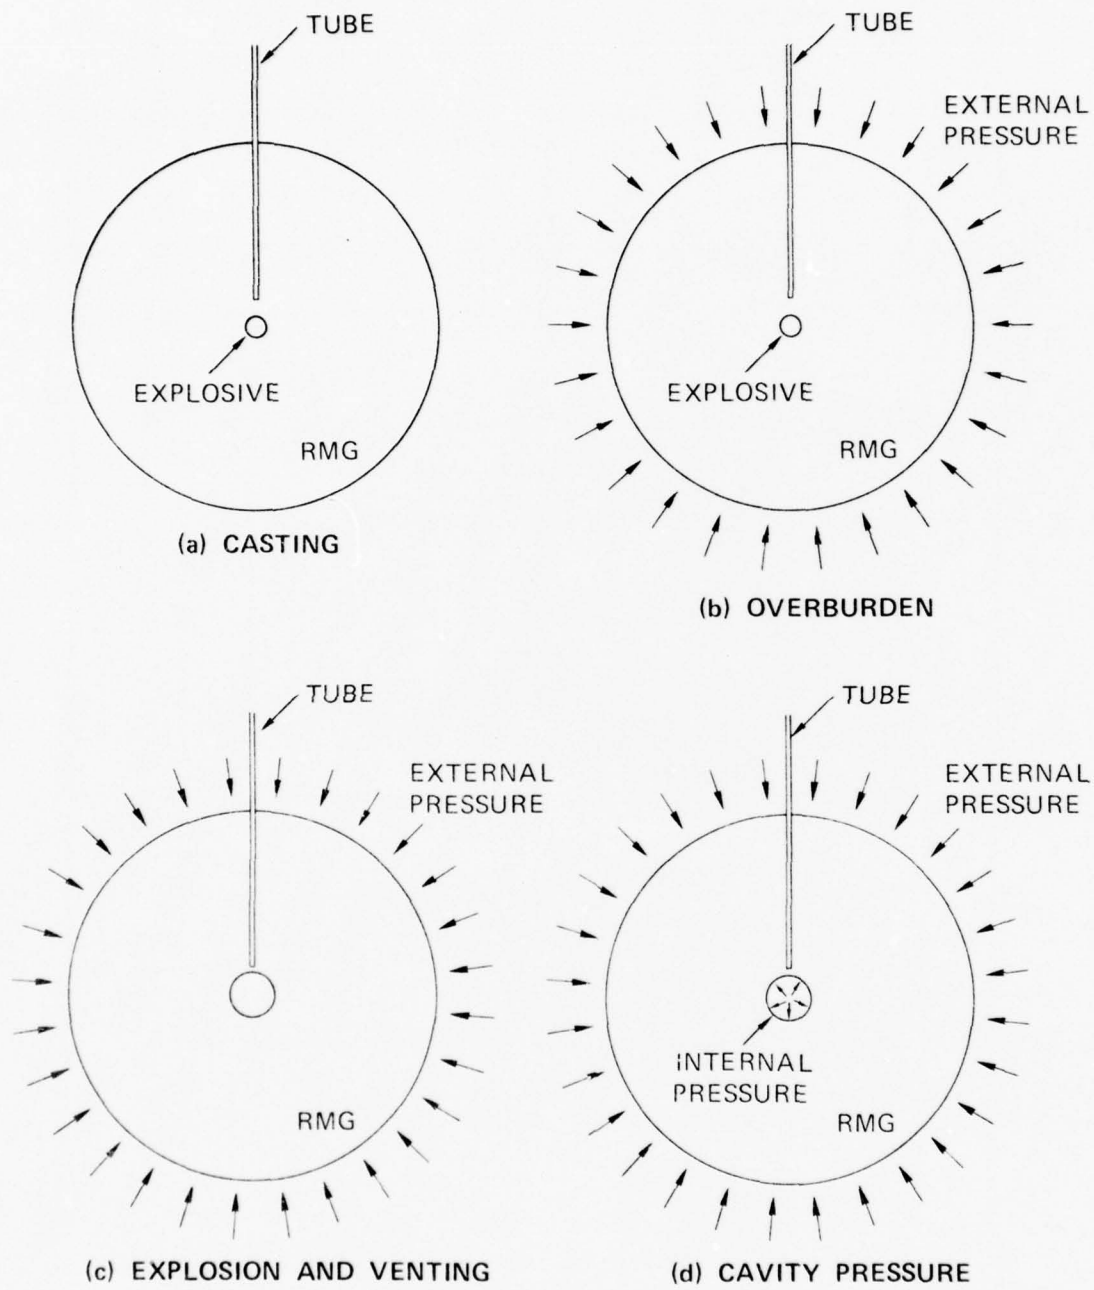 TUBE
EXPLOSIVE
RMG
(a) CASTING
TUBE
EXTERNAL
PRESSURE
EXPLOSIVE
RMG
(b) OVERBURDEN
TUBE
EXTERNAL
PRESSURE
RMG
(c) EXPLOSION AND VENTING
TUBE
EXTERNAL
PRESSURE
INTERNAL
PRESSURE
RMG
(d) CAVITY PRESSURE